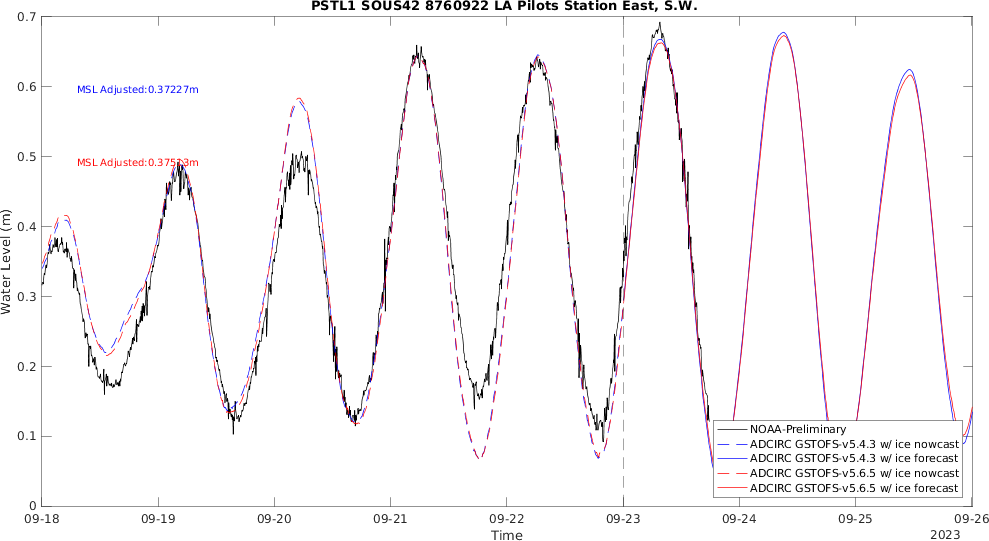 PSTL1 SOUS42 8760922 LA Pilots Station East, S.W.
0.7
0.6
0.5
0.4
0.3
0.2
0.1
0
Water Level (m)
MSL Adjusted:0.37227m
MSL Adjusted:0.37573m
NOAA-Preliminary
ADCIRC GSTOFS-v5.4.3 w/ ice nowcast
ADCIRC GSTOFS-v5.4.3 w/ ice forecast
ADCIRC GSTOFS-v5.6.5 w/ ice nowcast
ADCIRC GSTOFS-v5.6.5 w/ ice forecast
09-18 09-19 09-20 09-21 09-22 09-23 09-24 09-25 09-26
Time
2023